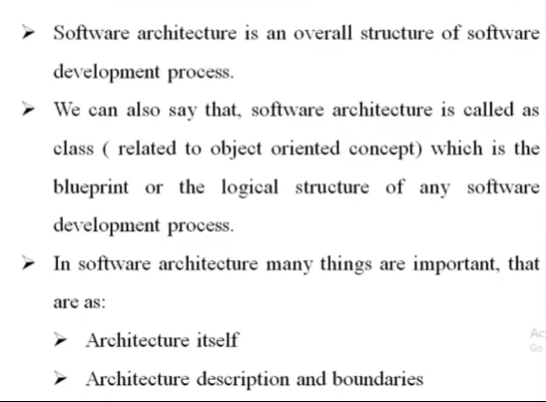 ➤ Software architecture is an overall structure of software
development process.
➤ We can also say that, software architecture is called as
class ( related to object oriented concept) which is the
blueprint or the logical structure of any software
development process.
➤ In software architecture many things are important, that
are as:
➤ Architecture itself
➤ Architecture description and boundaries
Ac
Go